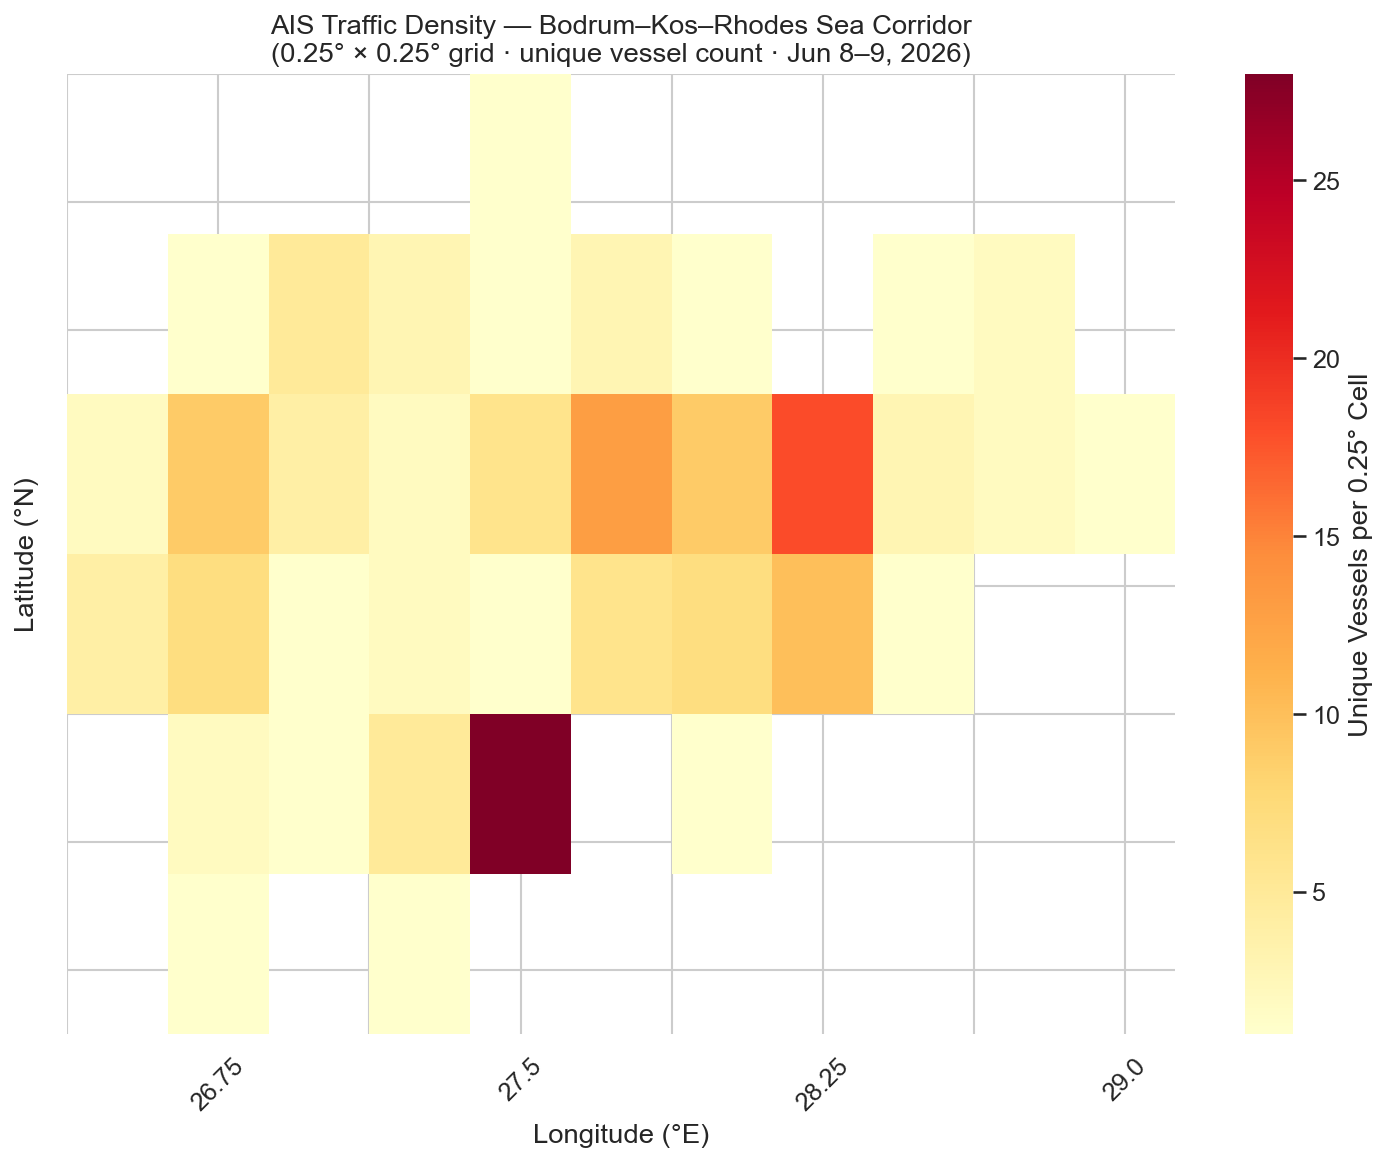 AIS Traffic Density — Bodrum–Kos–Rhodes Sea Corridor
(0.25° × 0.25° grid · unique vessel count · Jun 8–9, 2026)
Latitude (°N)
26.75
27.5
28.25
29.0
Longitude (°E)
25
20
15
10
5
Unique Vessels per 0.25° Cell